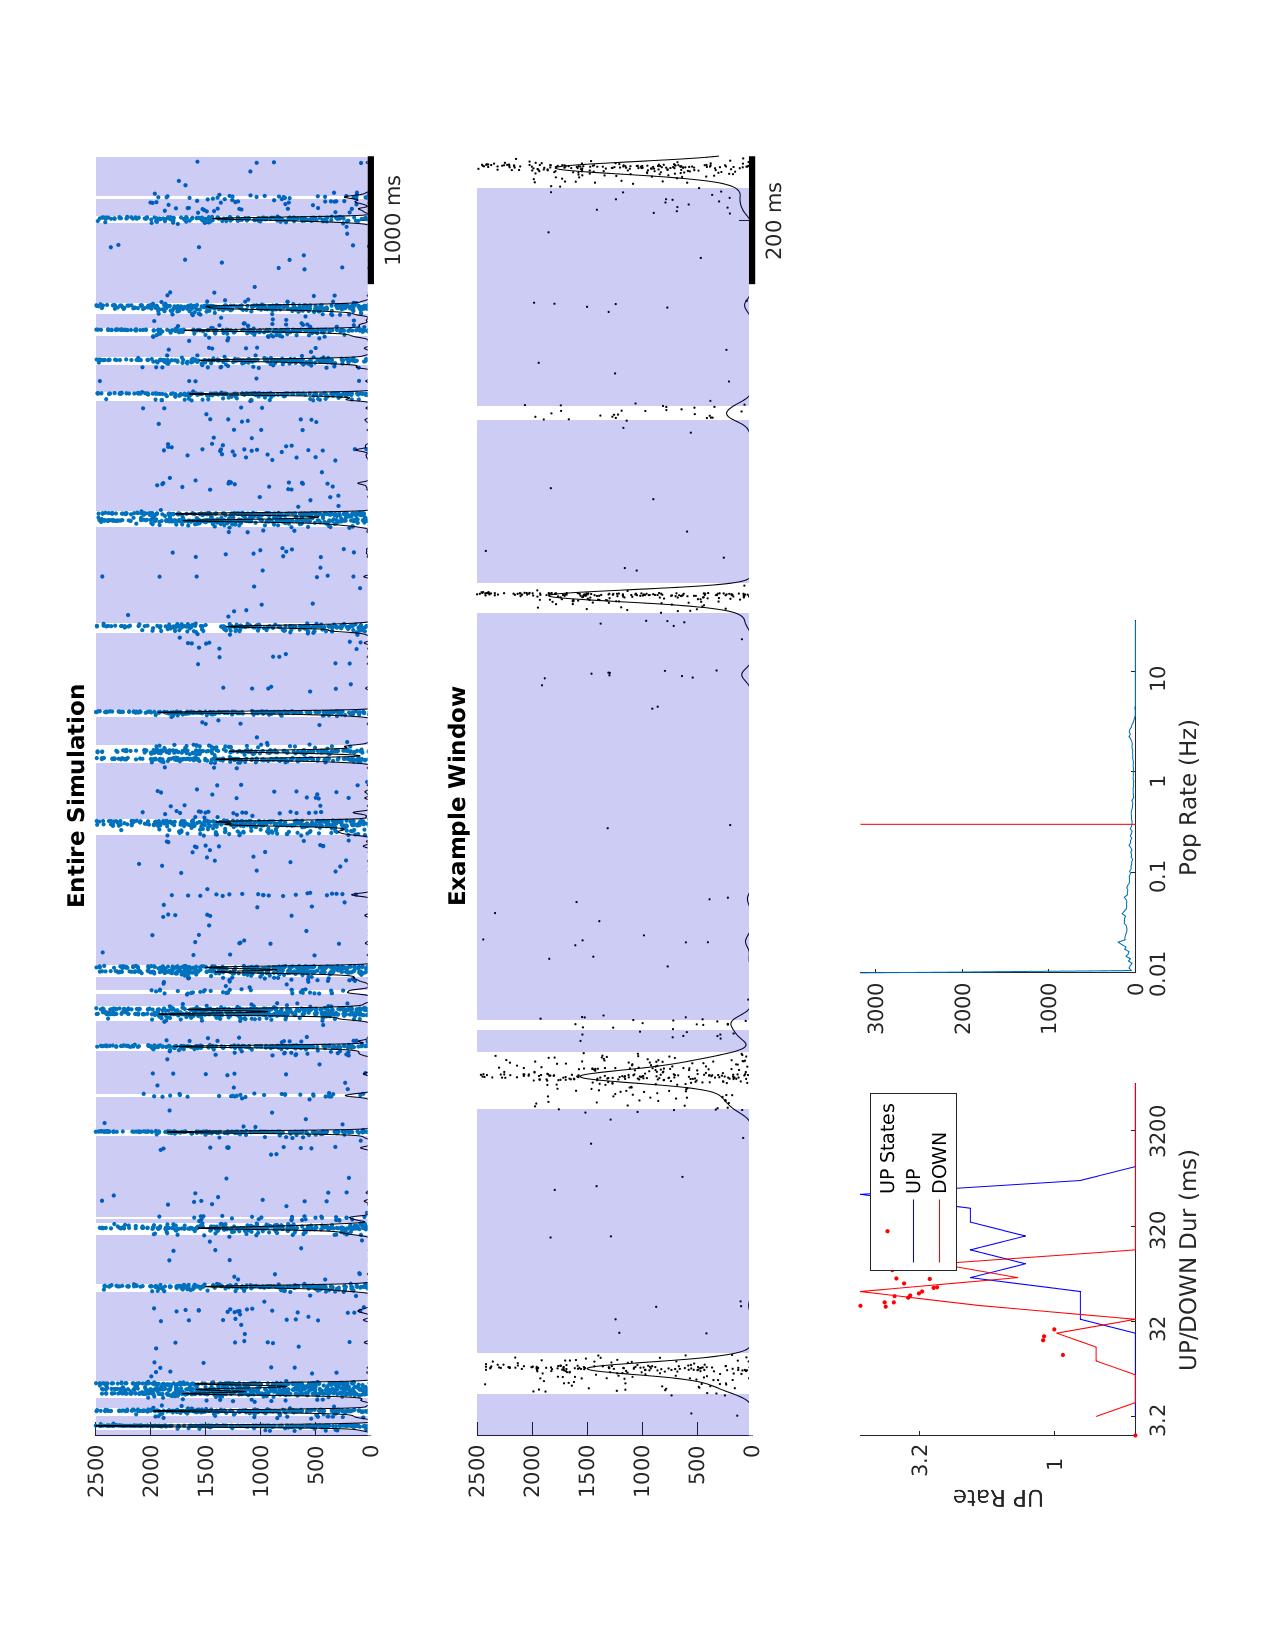 Entire Simulation
2500
2000
1500
1000
500
0
1000 ms
Example Window
2500
2000
1500
1000
500
0
200 ms
UP States
UP
DOWN
3.2
1
UP Rate
3.2 32 320 3200
UP/DOWN Dur (ms)
3000
2000
1000
0
0.01 0.1 1 10
Pop Rate (Hz)